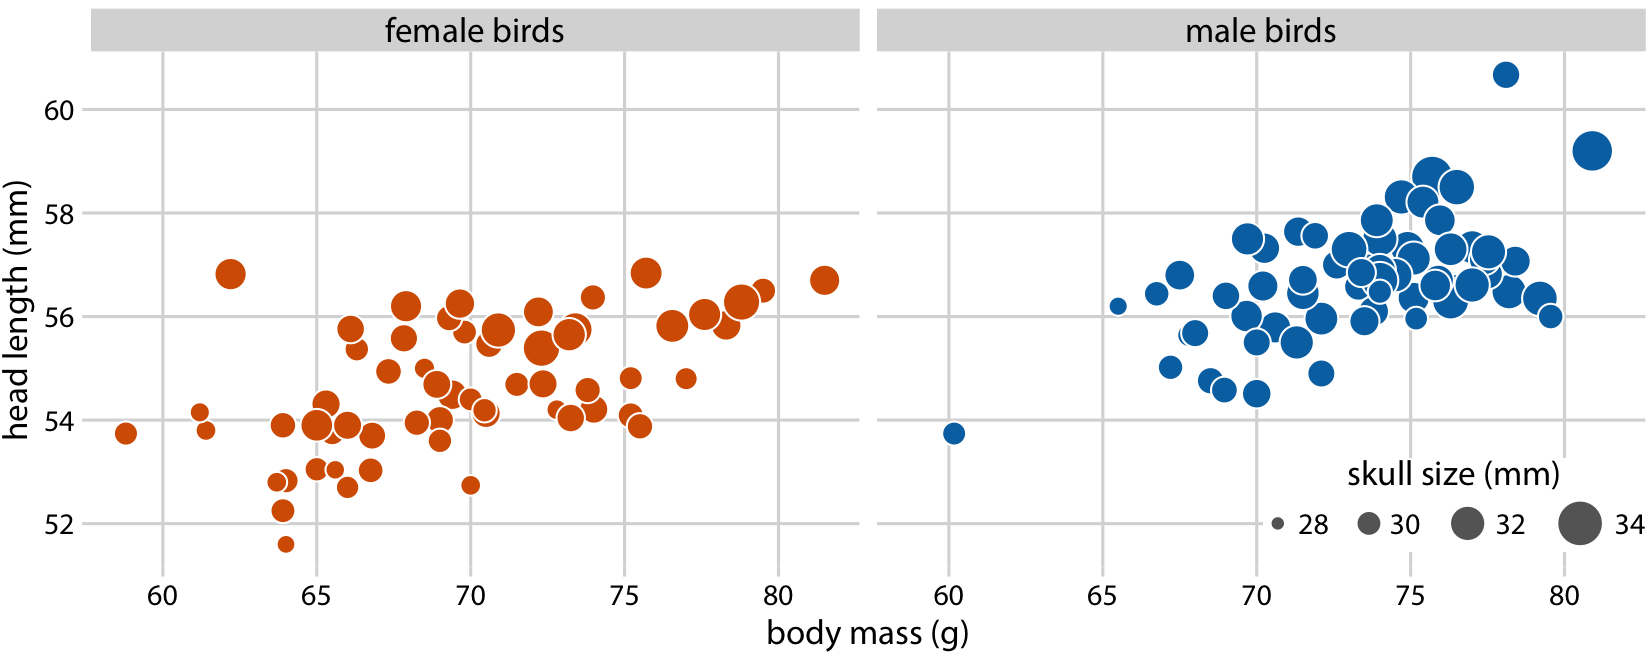 female birds
male birds
head length (mm)
60
58
56
54
52
skull size (mm)
28 30 32 34
60 65 70 75 80
60 65 70 75 80
body mass (g)